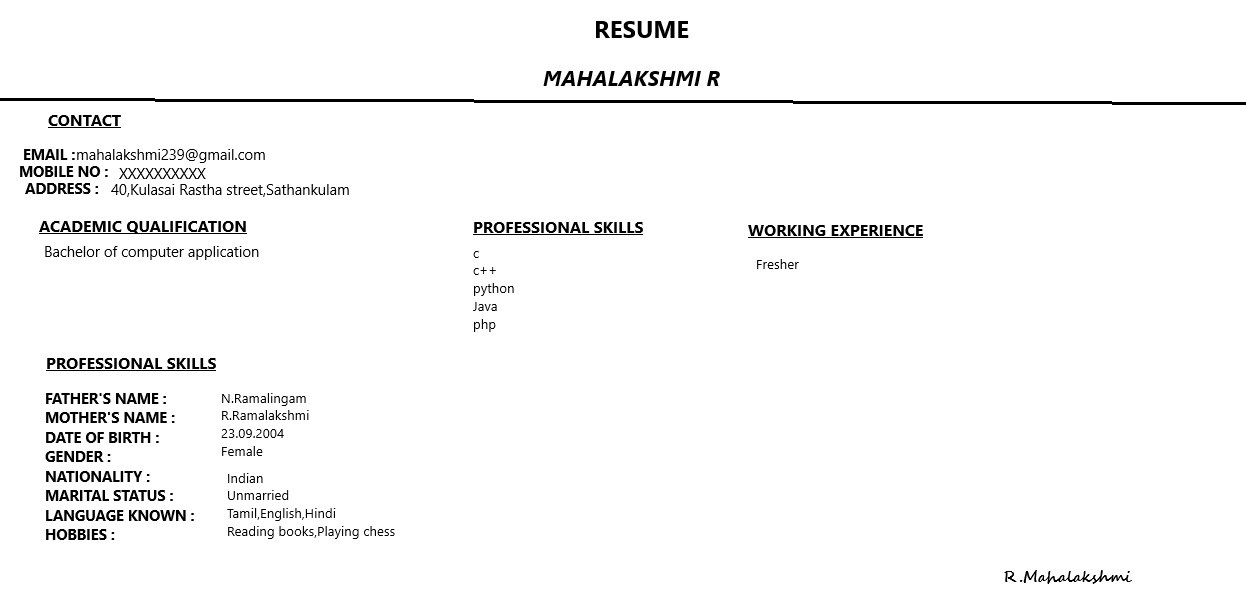 RESUME
MAHALAKSHMI R
CONTACT
EMAIL :mahalakshmi239@gmail.com
MOBILE NO : XXXXXXXXXX
ADDRESS : 40,Kulasai Rastha street,Sathankulam
ACADEMIC QUALIFICATION
Bachelor of computer application
PROFESSIONAL SKILLS
c
c++
python
Java
php
WORKING EXPERIENCE
Fresher
PROFESSIONAL SKILLS
FATHER'S NAME : N.Ramalingam
MOTHER'S NAME : R.Ramalakshmi
DATE OF BIRTH : 23.09.2004
GENDER : Female
NATIONALITY : Indian
MARITAL STATUS : Unmarried
LANGUAGE KNOWN : Tamil,English,Hindi
HOBBIES : Reading books,Playing chess
R.Mahalakshmi